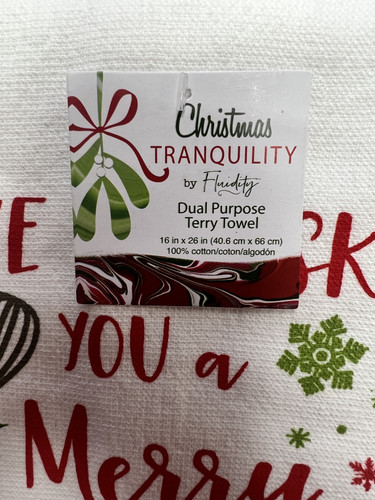 Christmas
TRANQUILITY
by Fluidity
Dual Purpose
Terry Towel
16 in x 26 in (40.6 cm x 66 cm)
100% cotton/coton/algodón
YOU a
Merry